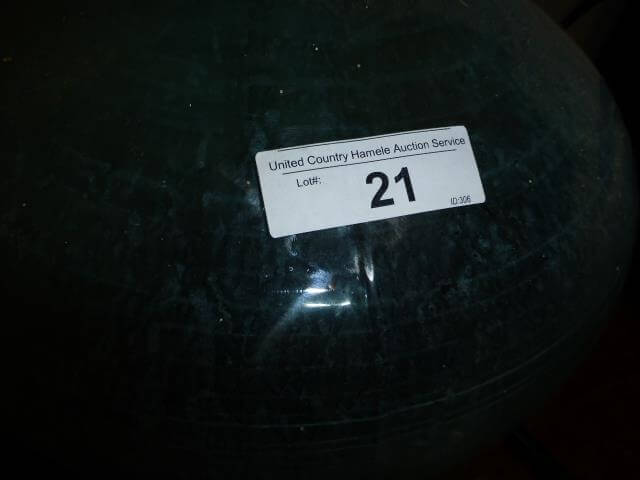 United Country Hamele Auction Service
Lot#:
21
ID:306